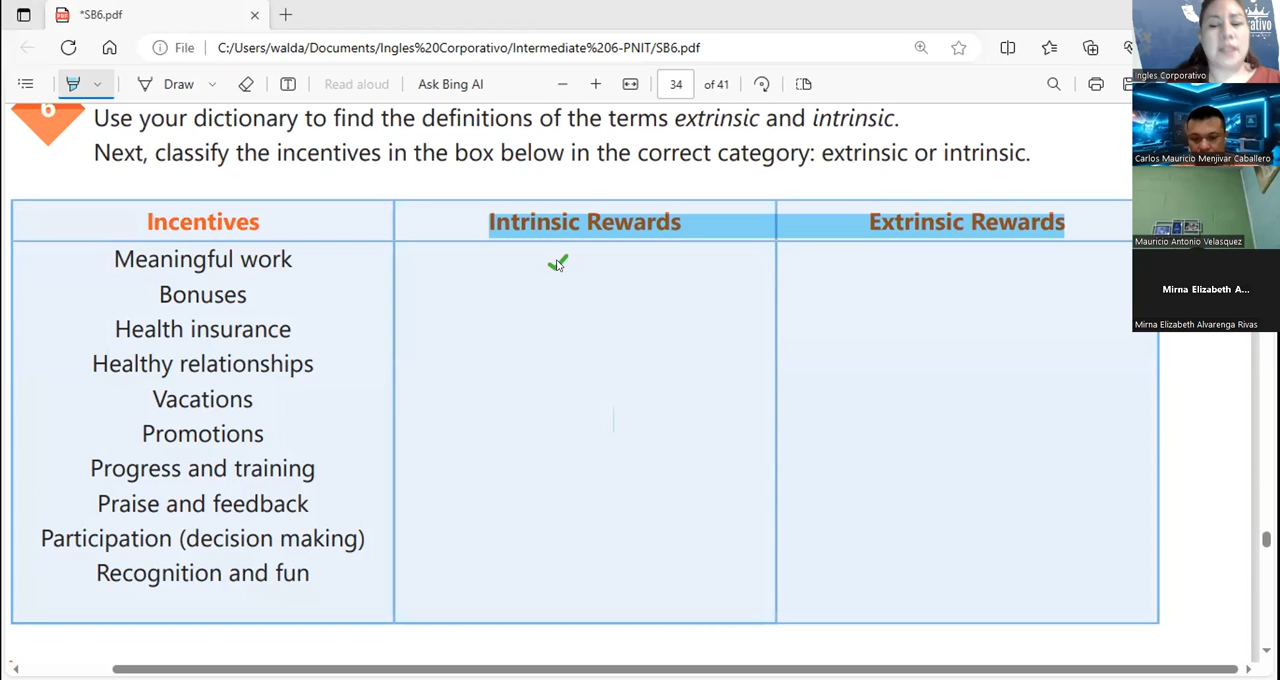 *SB6.pdf
File
C:/Users/walda/Documents/Ingles%20Corporativo/Intermediate%206-PNIT/SB6.pdf
Draw
Read aloud
Ask Bing AI
34 of 41
6
Use your dictionary to find the definitions of the terms extrinsic and intrinsic.
Next, classify the incentives in the box below in the correct category: extrinsic or intrinsic.
Incentives
Intrinsic Rewards
Extrinsic Rewards
Meaningful work
Bonuses
Health insurance
Healthy relationships
Vacations
Promotions
Progress and training
Praise and feedback
Participation (decision making)
Recognition and fun
Ingles Corporativo
Carlos Mauricio Menjivar Caballero
Mauricio Antonio Velasquez
Mirna Elizabeth A...
Mirna Elizabeth Alvarenga Rivas